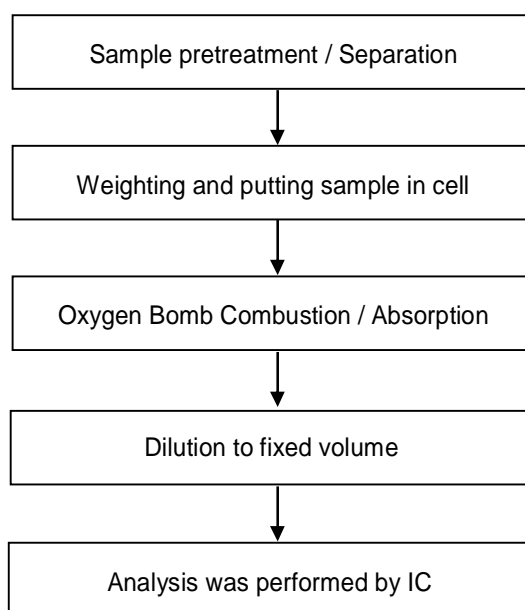 Sample pretreatment / Separation
Weighting and putting sample in cell
Oxygen Bomb Combustion / Absorption
Dilution to fixed volume
Analysis was performed by IC